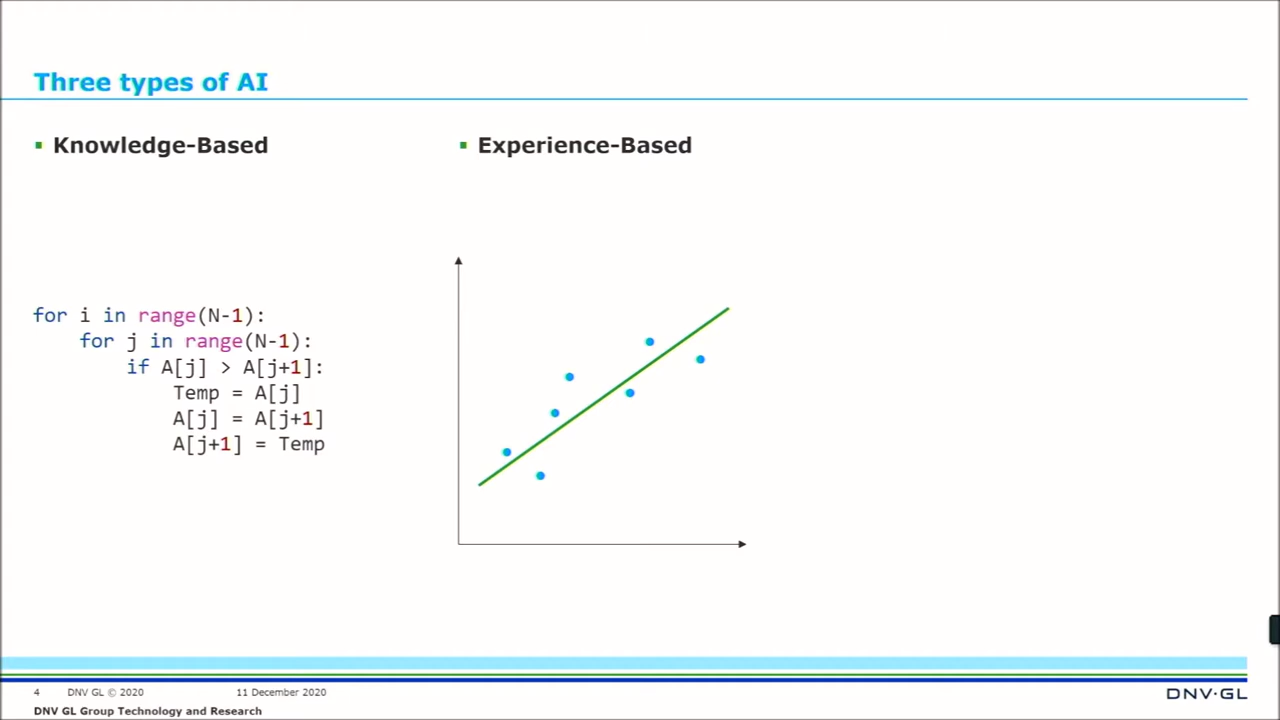 Three types of AI
▪ Knowledge-Based
▪ Experience-Based
for i in range(N-1):
    for j in range(N-1):
        if A[j] > A[j+1]:
            Temp = A[j]
            A[j] = A[j+1]
            A[j+1] = Temp
4 DNV GL © 2020 11 December 2020
DNV·GL
DNV GL Group Technology and Research